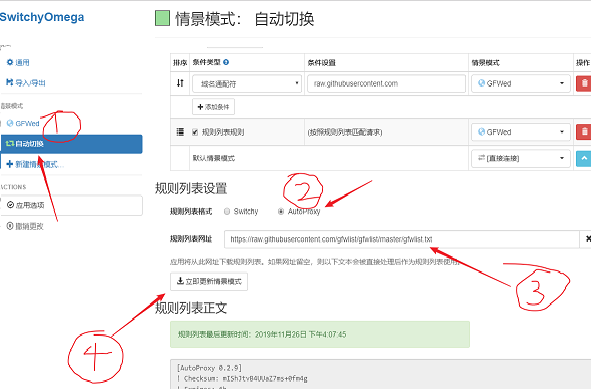 SwitchyOmega
情景模式： 自动切换
通用
导入/导出
情景模式
GFWed
自动切换
新建情景模式...
ACTIONS
应用选项
撤销更改
排序 条件类型 条件设置 情景模式 操作
域名通配符 raw.githubusercontent.com GFWed
添加条件
规则列表规则 (按照规则列表匹配请求) GFWed
默认情景模式 [直接连接]
规则列表设置
规则列表格式 Switchy AutoProxy
规则列表网址 https://raw.githubusercontent.com/gfwlist/gfwlist/master/gfwlist.txt
应用将从此网址下载规则列表。如果网址留空，则以下文本会被直接处理后作为规则列表使用。
立即更新情景模式
规则列表正文
规则列表最后更新时间：2019年11月26日 下午4:07:45
[AutoProxy 0.2.9]
! Checksum:
1
2
3
4